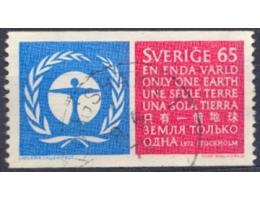 SVERIGE 65
EN ENDA VÄRLD
ONLY ONE EARTH
UNE SEULE TERRE
UNA SOLA TIERRA
只有一個地球
ЗЕМЛЯ ТОЛЬКО
ОДНА 1972 STOCKHOLM